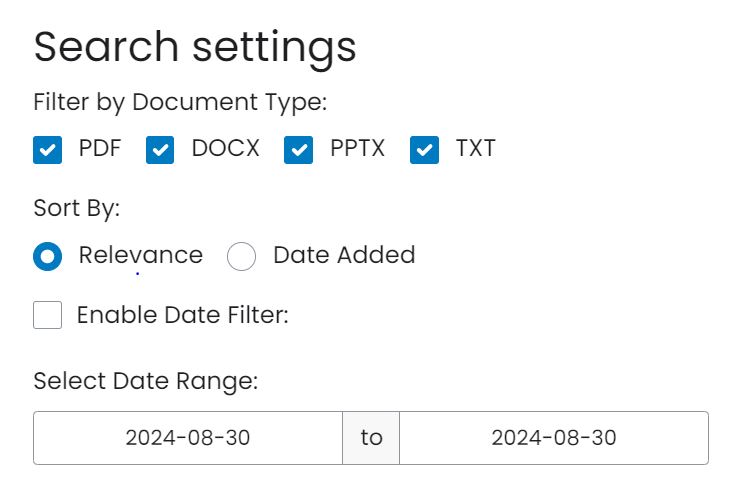 Search settings
Filter by Document Type:
PDF DOCX PPTX TXT
Sort By:
Relevance Date Added
Enable Date Filter:
Select Date Range:
2024-08-30 to 2024-08-30